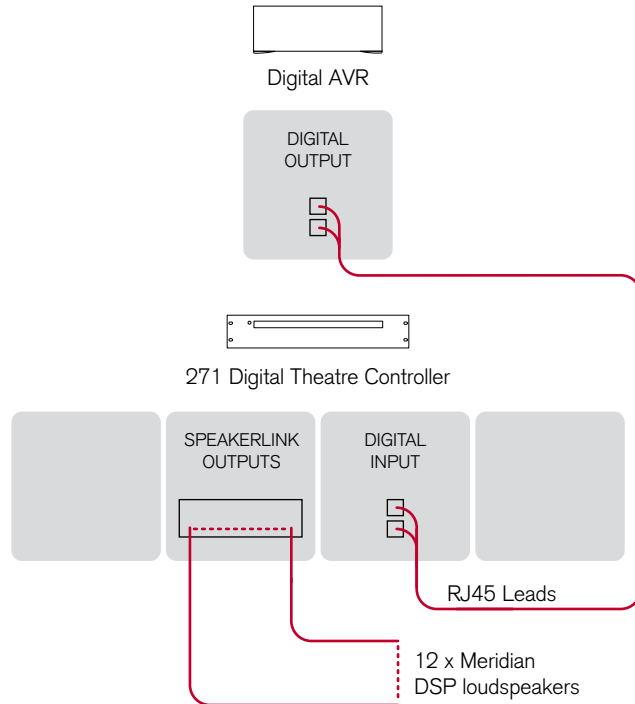 Digital AVR
DIGITAL
OUTPUT
271 Digital Theatre Controller
SPEAKERLINK
OUTPUTS
DIGITAL
INPUT
RJ45 Leads
12 x Meridian
DSP loudspeakers